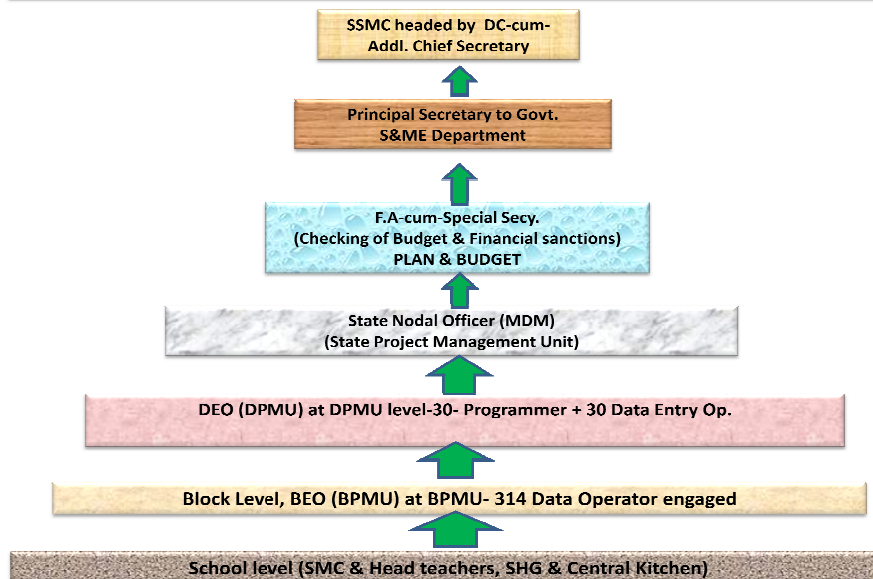 SSMC headed by DC-cum-
Addl. Chief Secretary
Principal Secretary to Govt.
S&ME Department
F.A-cum-Special Secy.
(Checking of Budget & Financial sanctions)
PLAN & BUDGET
State Nodal Officer (MDM)
(State Project Management Unit)
DEO (DPMU) at DPMU level-30- Programmer + 30 Data Entry Op.
Block Level, BEO (BPMU) at BPMU- 314 Data Operator engaged
School level (SMC & Head teachers, SHG & Central Kitchen)